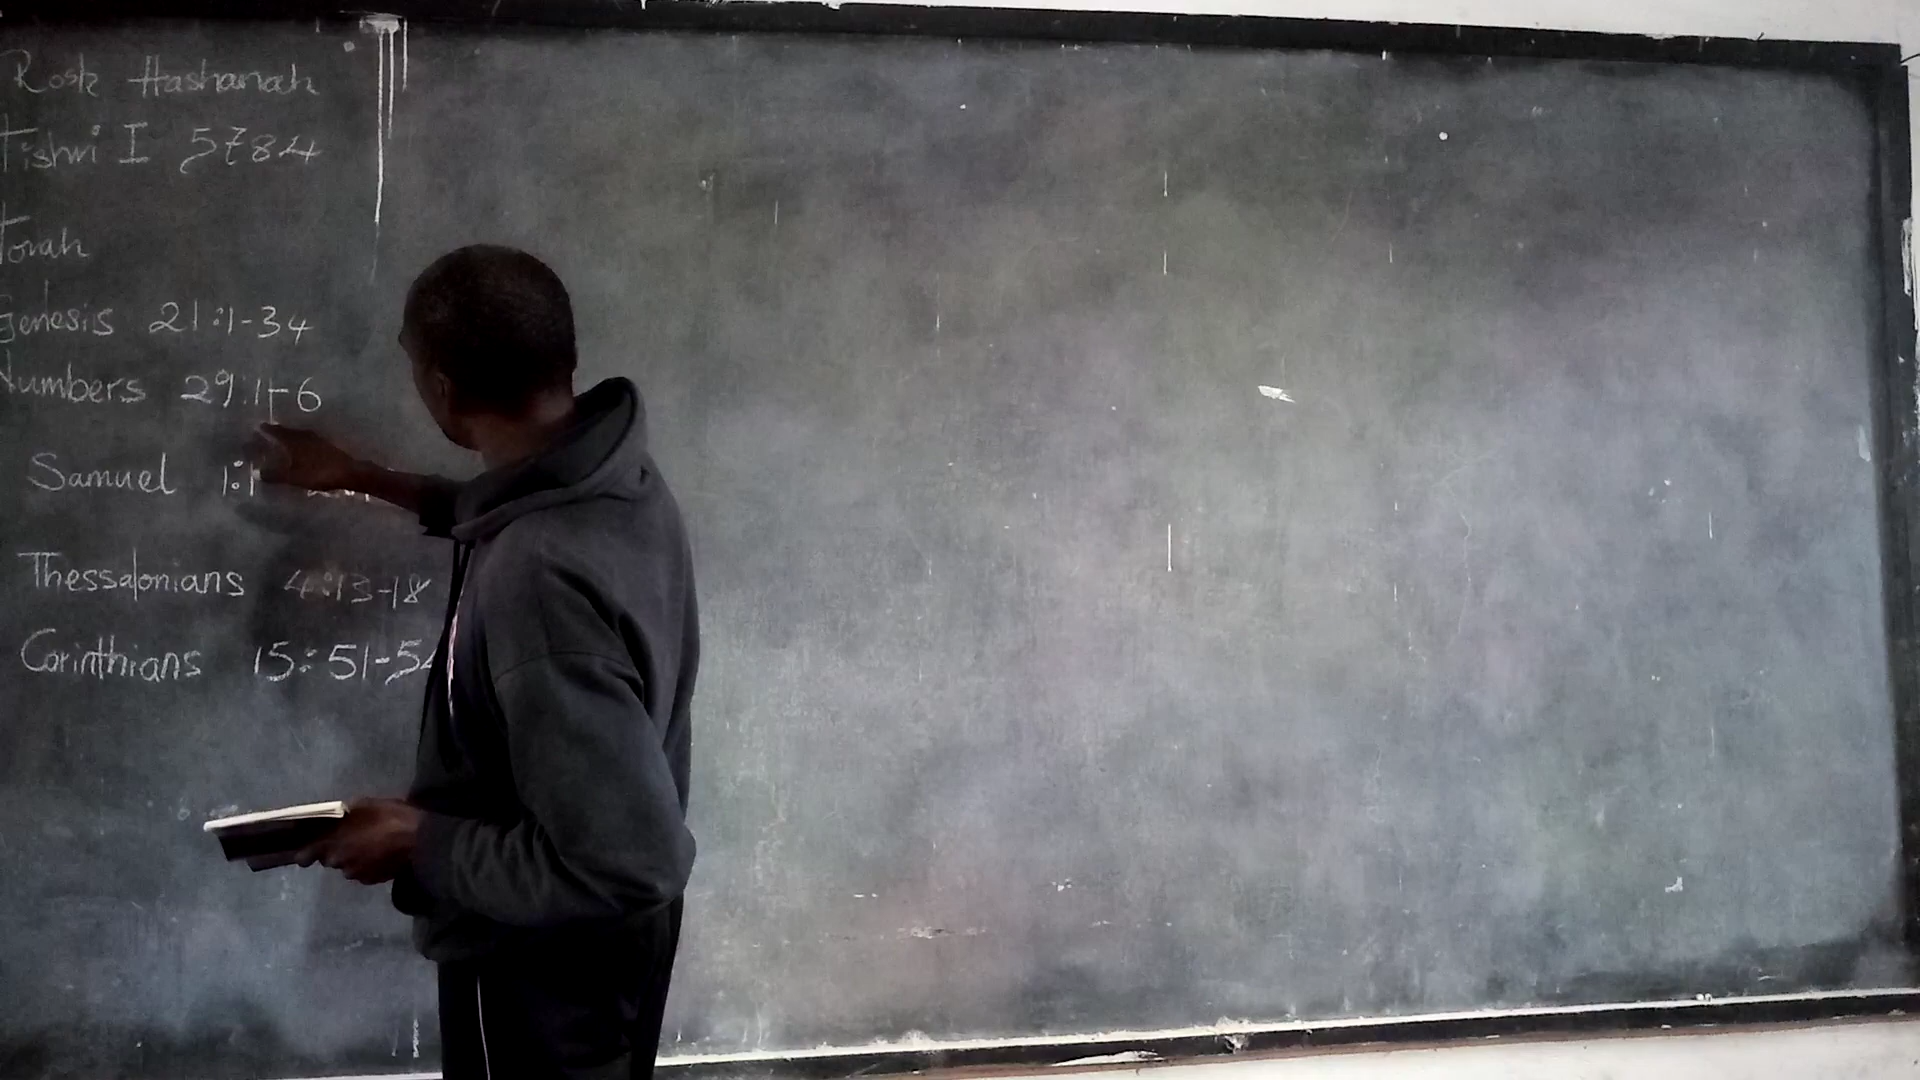 Rosh Hashanah
Tishri I 5784
Torah
Genesis 21:1-34
Numbers 29:1-6
Samuel 1:1
Thessalonians 4:13-18
Corinthians 15:51-54